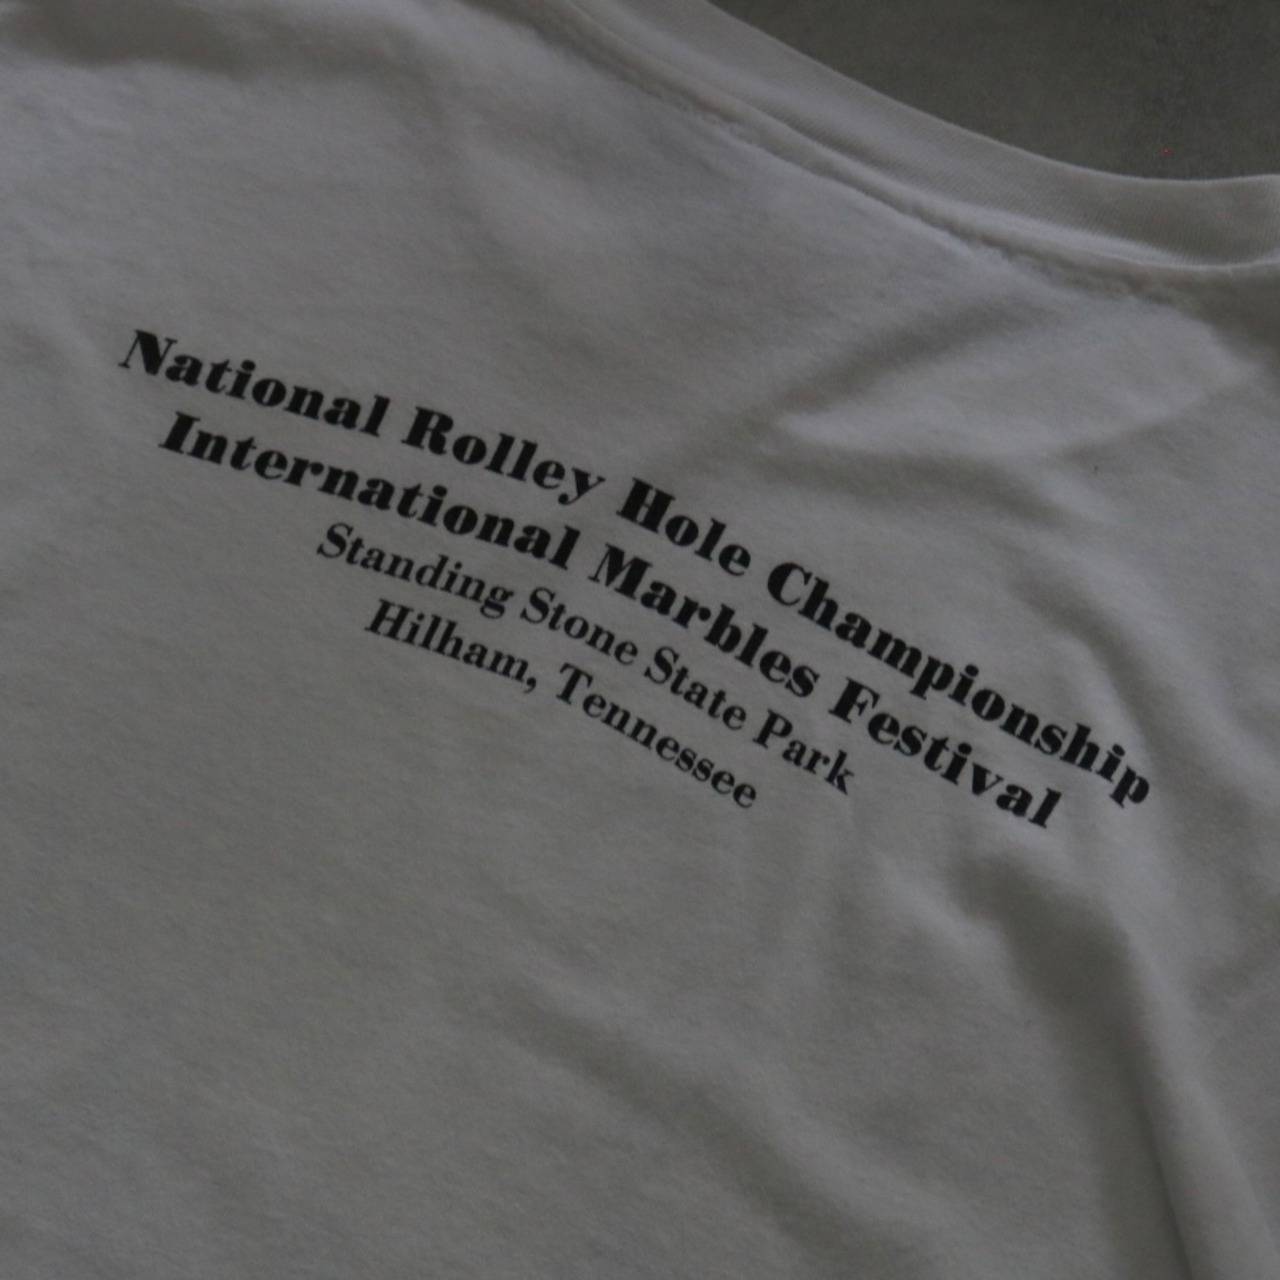 National Rolley Hole Championship
International Marbles Festival
Standing Stone State Park
Hilham, Tennessee